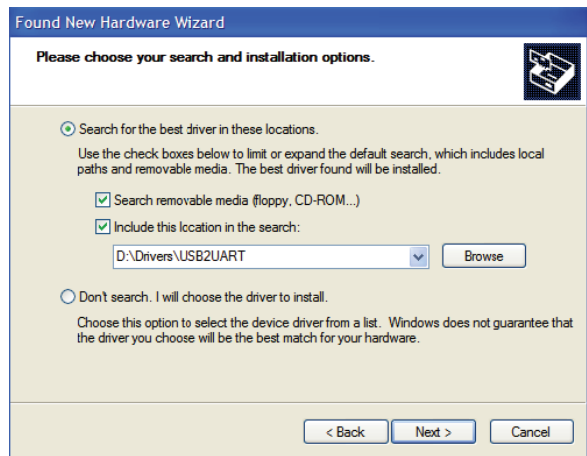 Found New Hardware Wizard
Please choose your search and installation options.
Search for the best driver in these locations.
Use the check boxes below to limit or expand the default search, which includes local
paths and removable media. The best driver found will be installed.
Search removable media (floppy, CD-ROM...)
Include this location in the search:
D:\Drivers\USB2UART
Browse
Don't search. I will choose the driver to install.
Choose this option to select the device driver from a list. Windows does not guarantee that
the driver you choose will be the best match for your hardware.
< Back Next > Cancel